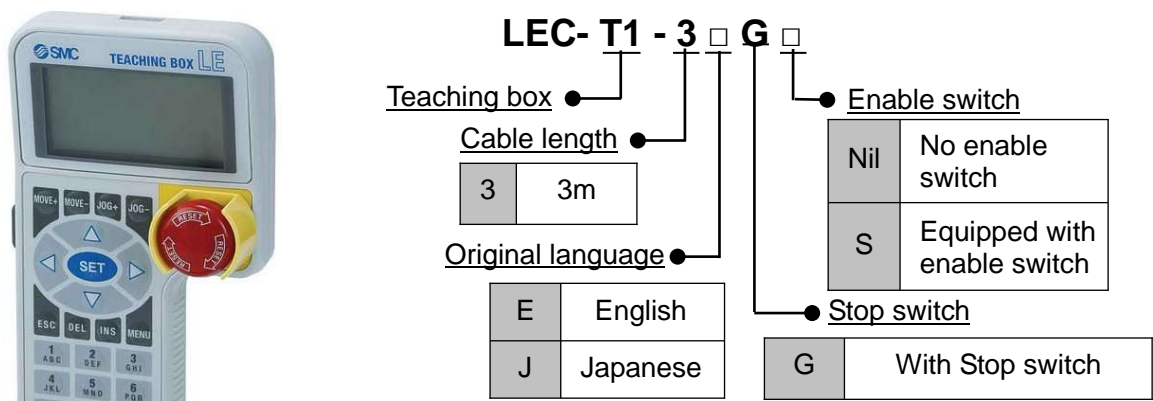 SMC TEACHING BOX LE
MOVE+ MOVE- JOG+ JOG-
RESET RESET RESET
SET
ESC DEL INS MENU
1 2 3
ABC DEF GHI
4 5 6
JKL MNO PQR
LEC- T1 - 3 □ G □
Teaching box
Cable length
3 3m
Original language
E English
J Japanese
Enable switch
Nil No enable
switch
S Equipped with
enable switch
Stop switch
G With Stop switch